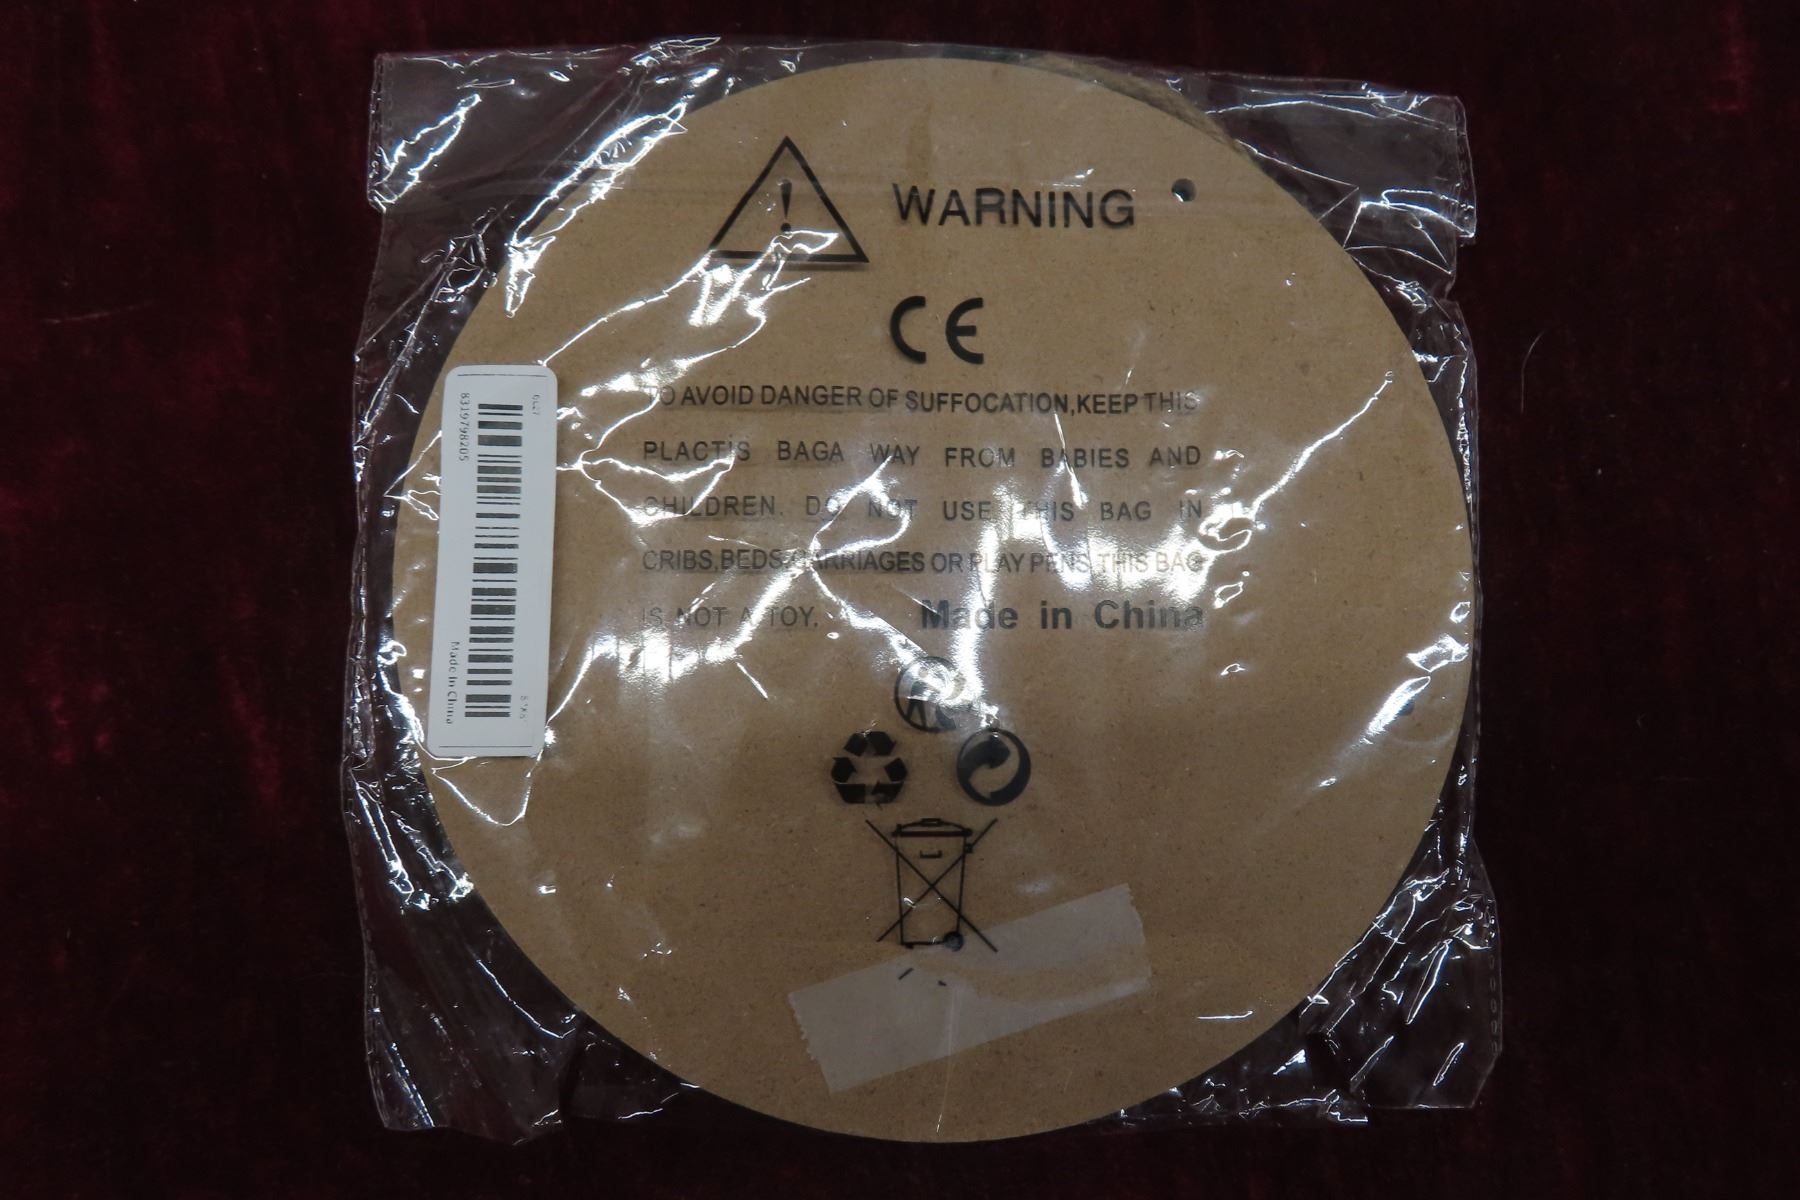 WARNING
CE
TO AVOID DANGER OF SUFFOCATION,KEEP THIS
PLACTIS BAGA WAY FROM BABIES AND
CHILDREN. DO NOT USE THIS BAG IN
CRIBS,BEDS,CARRIAGES OR PLAY PENS.THIS BAG
IS NOT A TOY. Made in China
8319798205
Made In China